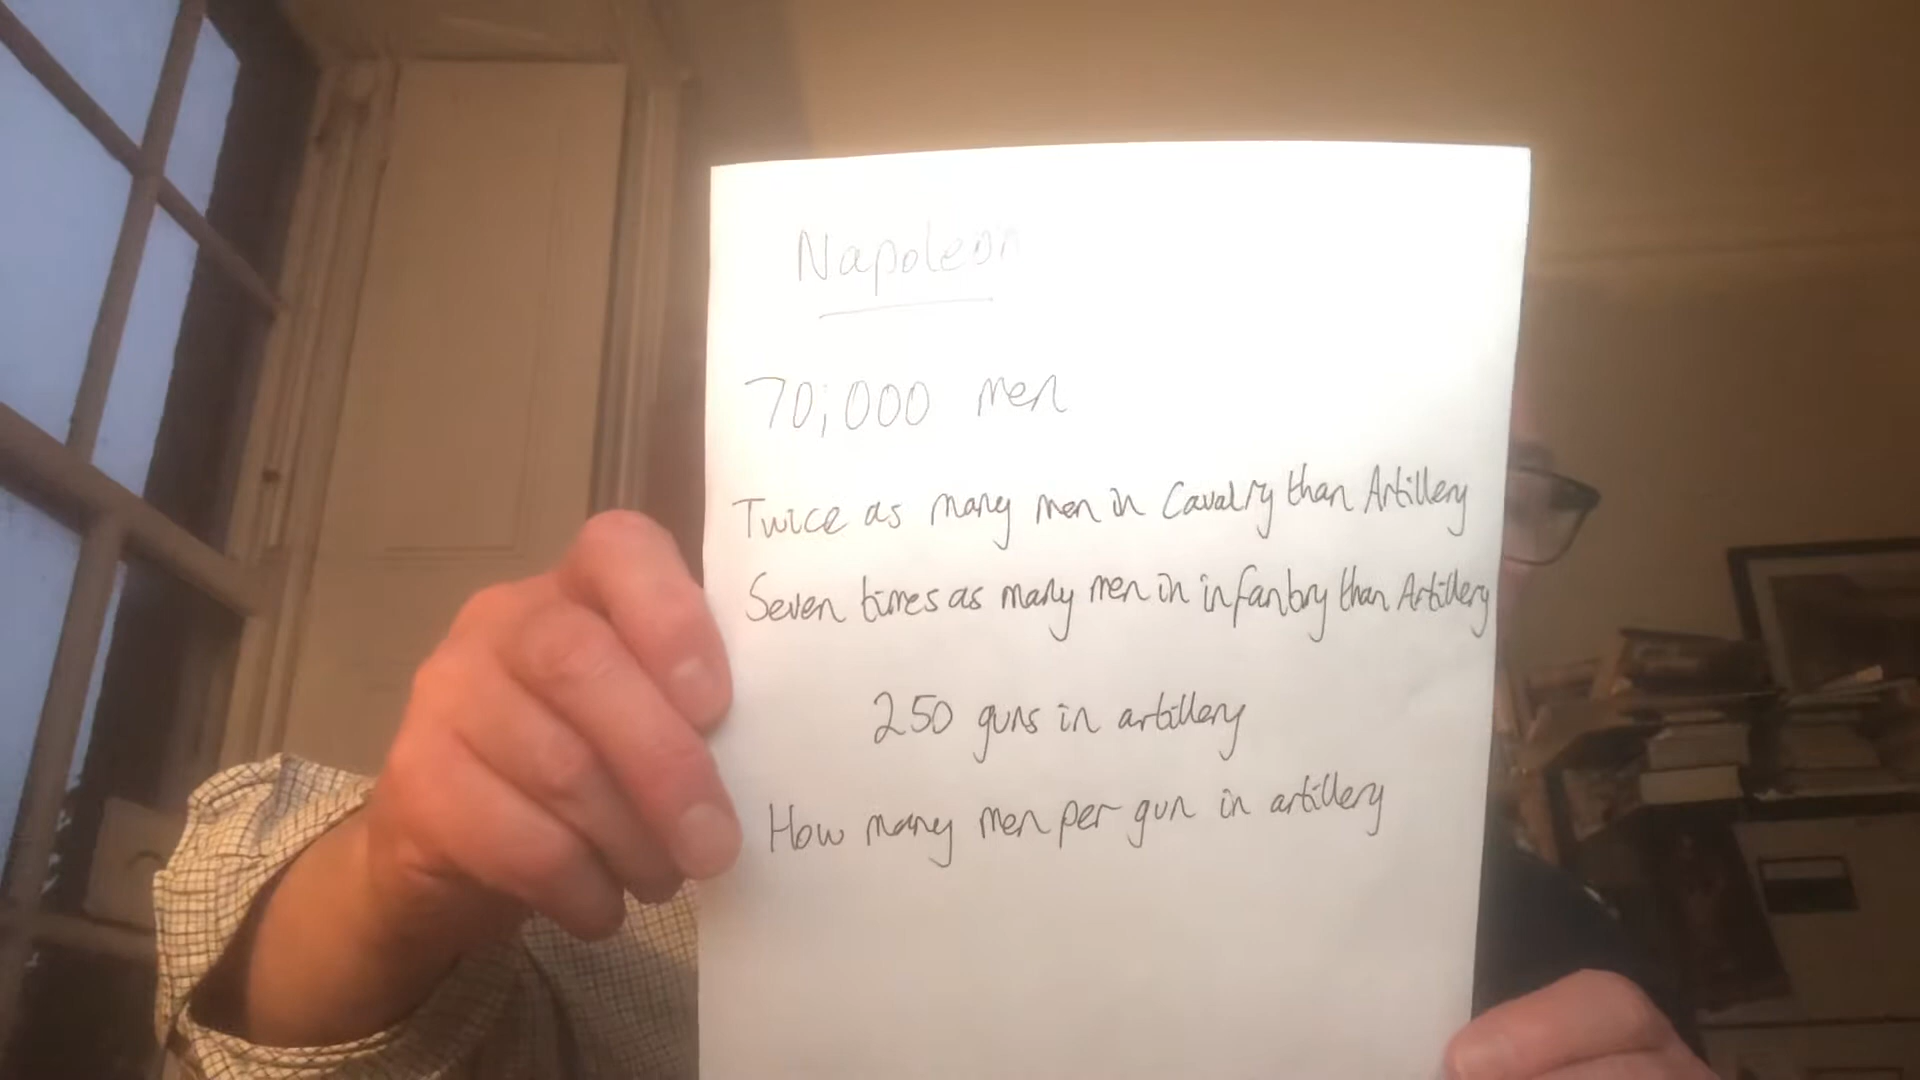 Napoleon
70,000 men
Twice as many men in Cavalry than Artillery
Seven times as many men in infantry than Artillery
250 guns in artillery
How many men per gun in artillery